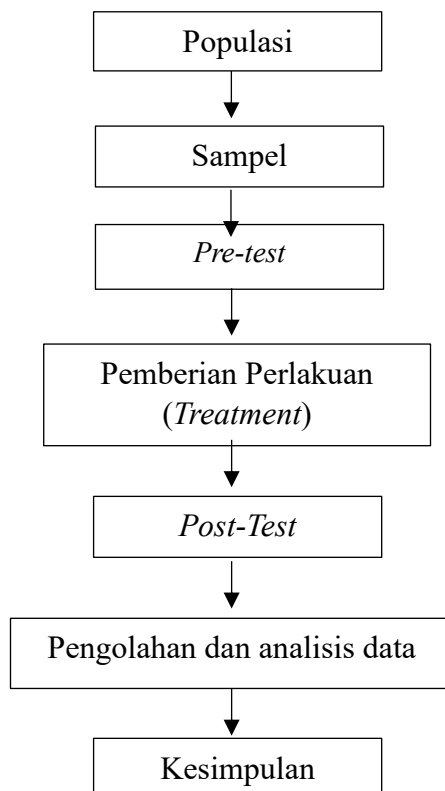 Populasi
Sampel
Pre-test
Pemberian Perlakuan
(Treatment)
Post-Test
Pengolahan dan analisis data
Kesimpulan